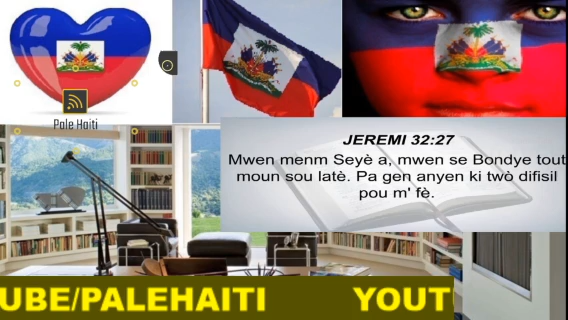 Pale Haiti
JEREMI 32:27
Mwen menm Seyè a, mwen se Bondye tout
moun sou latè. Pa gen anyen ki twò difisil
pou m' fè.
UBE/PALEHAITI YOUT